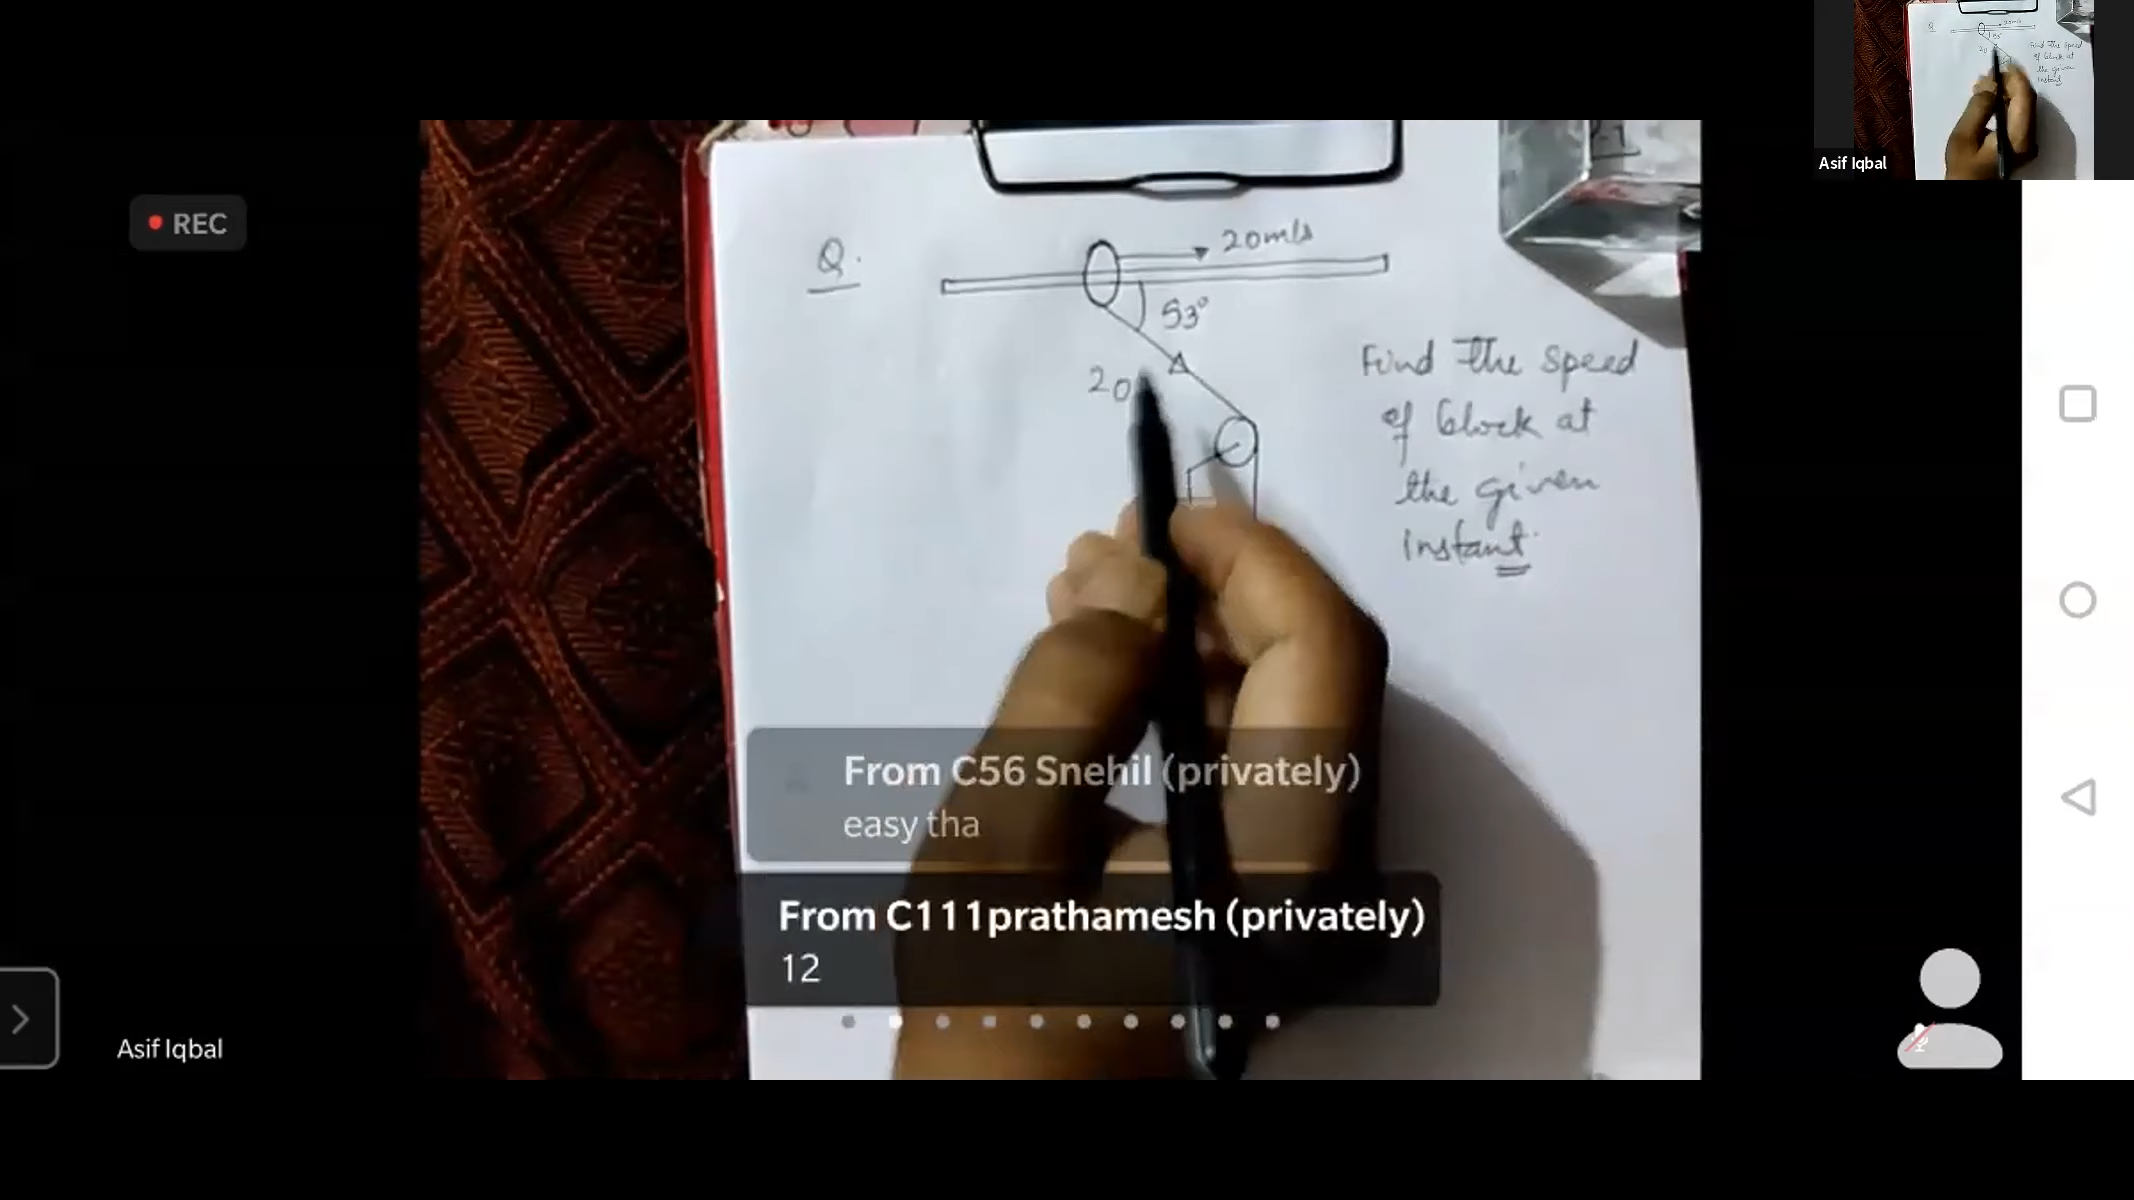 REC
Q.
20m/s
53°
20
Find the speed
of block at
the given
instant.
From C56 Snehil (privately)
easy tha
From C111prathamesh (privately)
12
Asif Iqbal
Asif Iqbal